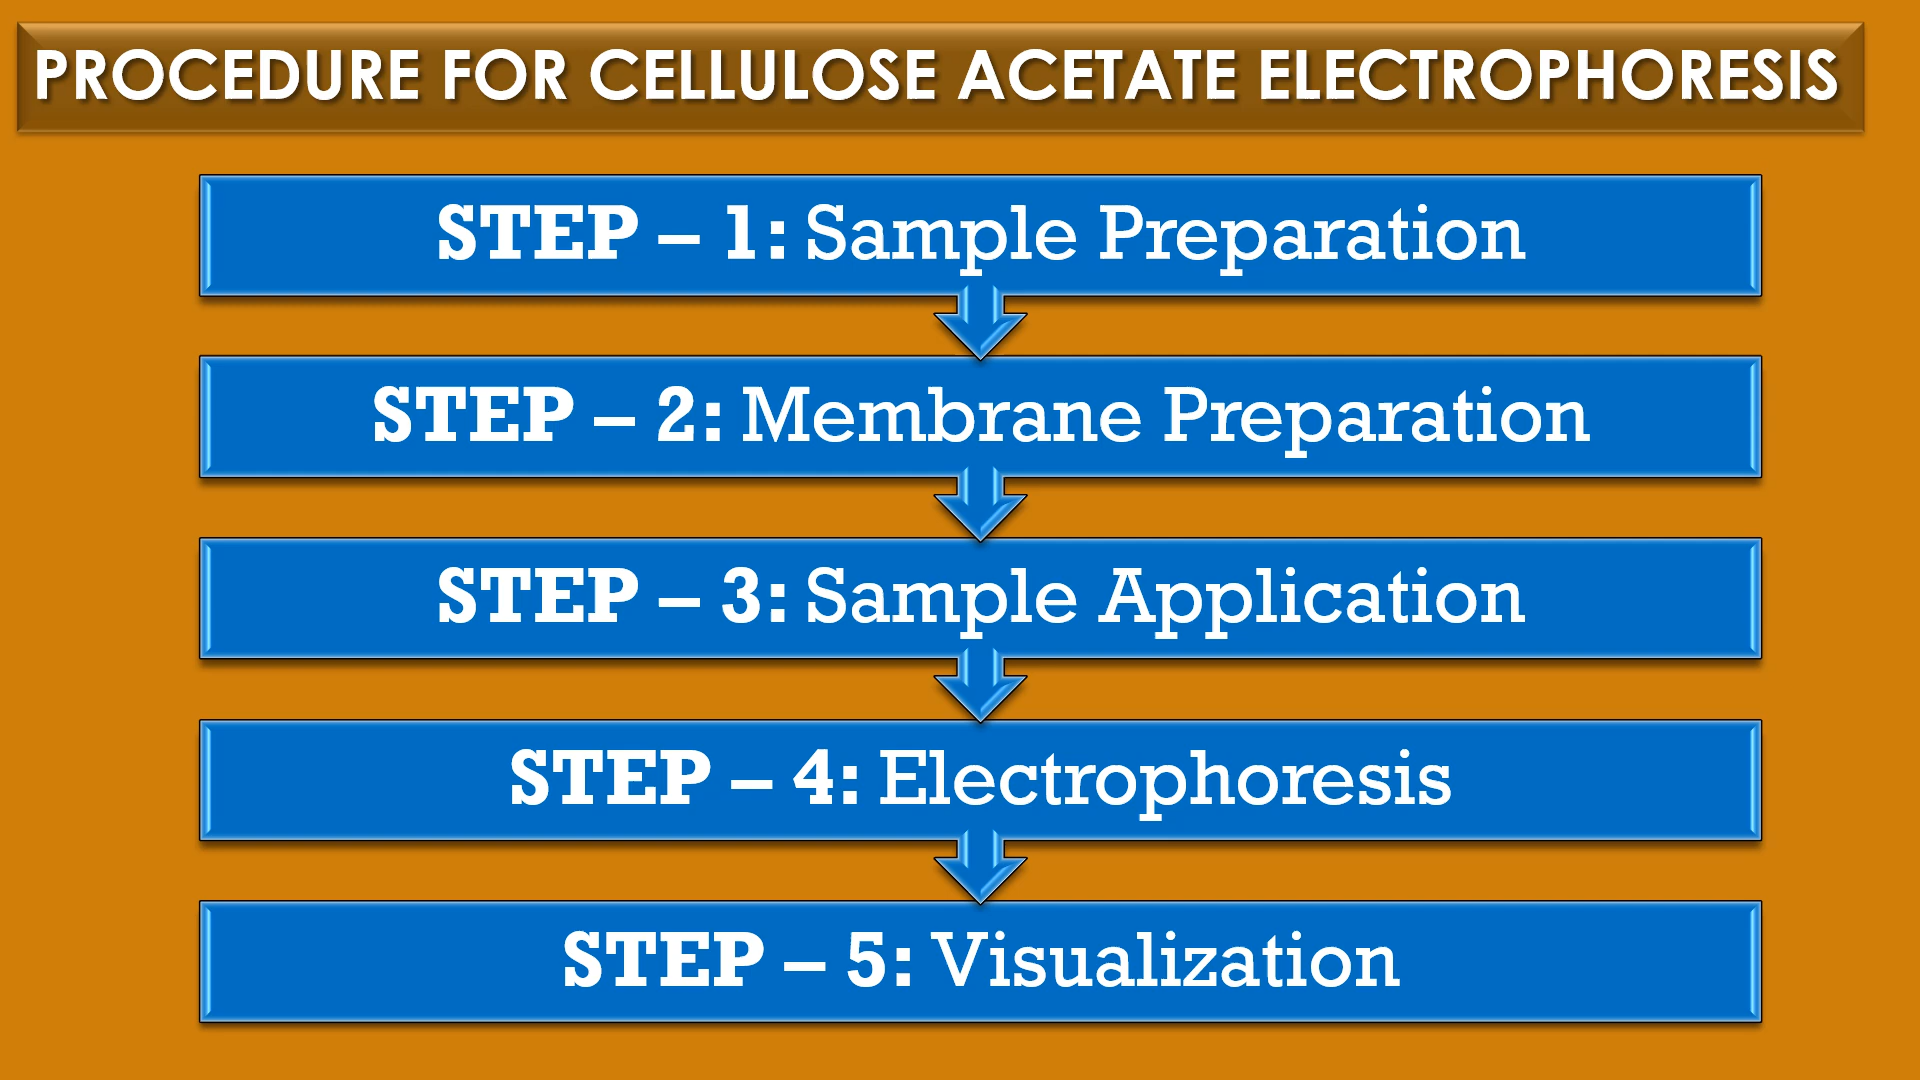 PROCEDURE FOR CELLULOSE ACETATE ELECTROPHORESIS
STEP – 1: Sample Preparation
STEP – 2: Membrane Preparation
STEP – 3: Sample Application
STEP – 4: Electrophoresis
STEP – 5: Visualization